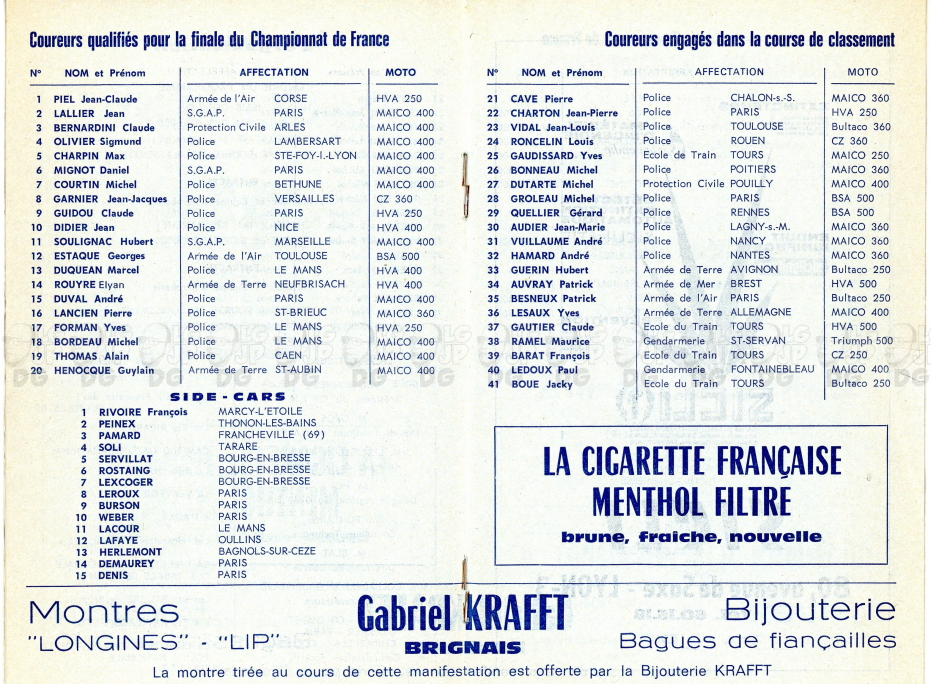 Coureurs qualifiés pour la finale du Championnat de France
N° NOM et Prénom AFFECTATION MOTO
1 PIEL Jean-Claude Armée de l'Air CORSE HVA 250
2 LALLIER Jean S.G.A.P. PARIS MAICO 400
3 BERNARDINI Claude Protection Civile ARLES MAICO 400
4 OLIVIER Sigmund Police LAMBERSART MAICO 400
5 CHARPIN Max Police STE-FOY-l.-LYON MAICO 400
6 MIGNOT Daniel S.G.A.P. PARIS MAICO 400
7 COURTIN Michel Police BETHUNE MAICO 400
8 GARNIER Jean-Jacques Police VERSAILLES CZ 360
9 GUIDOU Claude Police PARIS HVA 250
10 DIDIER Jean Police NICE HVA 400
11 SOULIGNAC Hubert S.G.A.P. MARSEILLE MAICO 400
12 ESTAQUE Georges Armée de l'Air TOULOUSE BSA 500
13 DUQUEAN Marcel Police LE MANS HVA 400
14 ROUYRE Elyan Armée de Terre NEUFBRISACH HVA 400
15 DUVAL André Police PARIS MAICO 400
16 LANCIEN Pierre Police ST-BRIEUC MAICO 360
17 FORMAN Yves Police LE MANS HVA 250
18 BORDEAU Michel Police LE MANS MAICO 400
19 THOMAS Alain Police CAEN MAICO 400
20 HENOCQUE Guylain Armée de Terre ST-AUBIN MAICO 400
SIDE-CARS
1 RIVOIRE François MARCY-L'ETOILE
2 PEINEX THONON-LES-BAINS
3 PAMARD FRANCHEVILLE (69)
4 SOLI TARARE
5 SERVILLAT BOURG-EN-BRESSE
6 ROSTAING BOURG-EN-BRESSE
7 LEXCOGER BOURG-EN-BRESSE
8 LEROUX PARIS
9 BURSON PARIS
10 WEBER PARIS
11 LACOUR LE MANS
12 LAFAYE OULLINS
13 HERLEMONT BAGNOLS-SUR-CEZE
14 DEMAUREY PARIS
15 DENIS PARIS
Coureurs engagés dans la course de classement
N° NOM et Prénom AFFECTATION MOTO
21 CAVE Pierre Police CHALON-s.-S. MAICO 360
22 CHARTON Jean-Pierre Police PARIS HVA 250
23 VIDAL Jean-Louis Police TOULOUSE Bultaco 360
24 RONCELIN Louis Police ROUEN CZ 360
25 GAUDISSARD Yves Ecole de Train TOURS MAICO 250
26 BONNEAU Michel Police POITIERS MAICO 360
27 DUTARTE Michel Protection Civile POUILLY MAICO 400
28 GROLEAU Michel Police PARIS BSA 500
29 QUELLIER Gérard Police RENNES BSA 500
30 AUDIER Jean-Marie Police LAGNY-s.-M. MAICO 360
31 VUILLAUME André Police NANCY MAICO 360
32 HAMARD André Police NANTES MAICO 360
33 GUERIN Hubert Armée de Terre AVIGNON Bultaco 250
34 AUVRAY Patrick Armée de Mer BREST HVA 500
35 BESNEUX Patrick Armée de l'Air PARIS Bultaco 250
36 LESAUX Yves Armée de Terre ALLEMAGNE MAICO 400
37 GAUTIER Claude Ecole du Train TOURS HVA 500
38 RAMEL Maurice Gendarmerie ST-SERVAN Triumph 500
39 BARAT François Ecole du Train TOURS CZ 250
40 LEDOUX Paul Gendarmerie FONTAINEBLEAU MAICO 400
41 BOUE Jacky Ecole du Train TOURS Bultaco 250
LA CIGARETTE FRANÇAISE
MENTHOL FILTRE
brune, fraiche, nouvelle
Montres
"LONGINES" - "LIP"
Gabriel KRAFFT
BRIGNAIS
Bijouterie
Bagues de fiançailles
La montre tirée au cours de cette manifestation est offerte par la Bijouterie KRAFFT